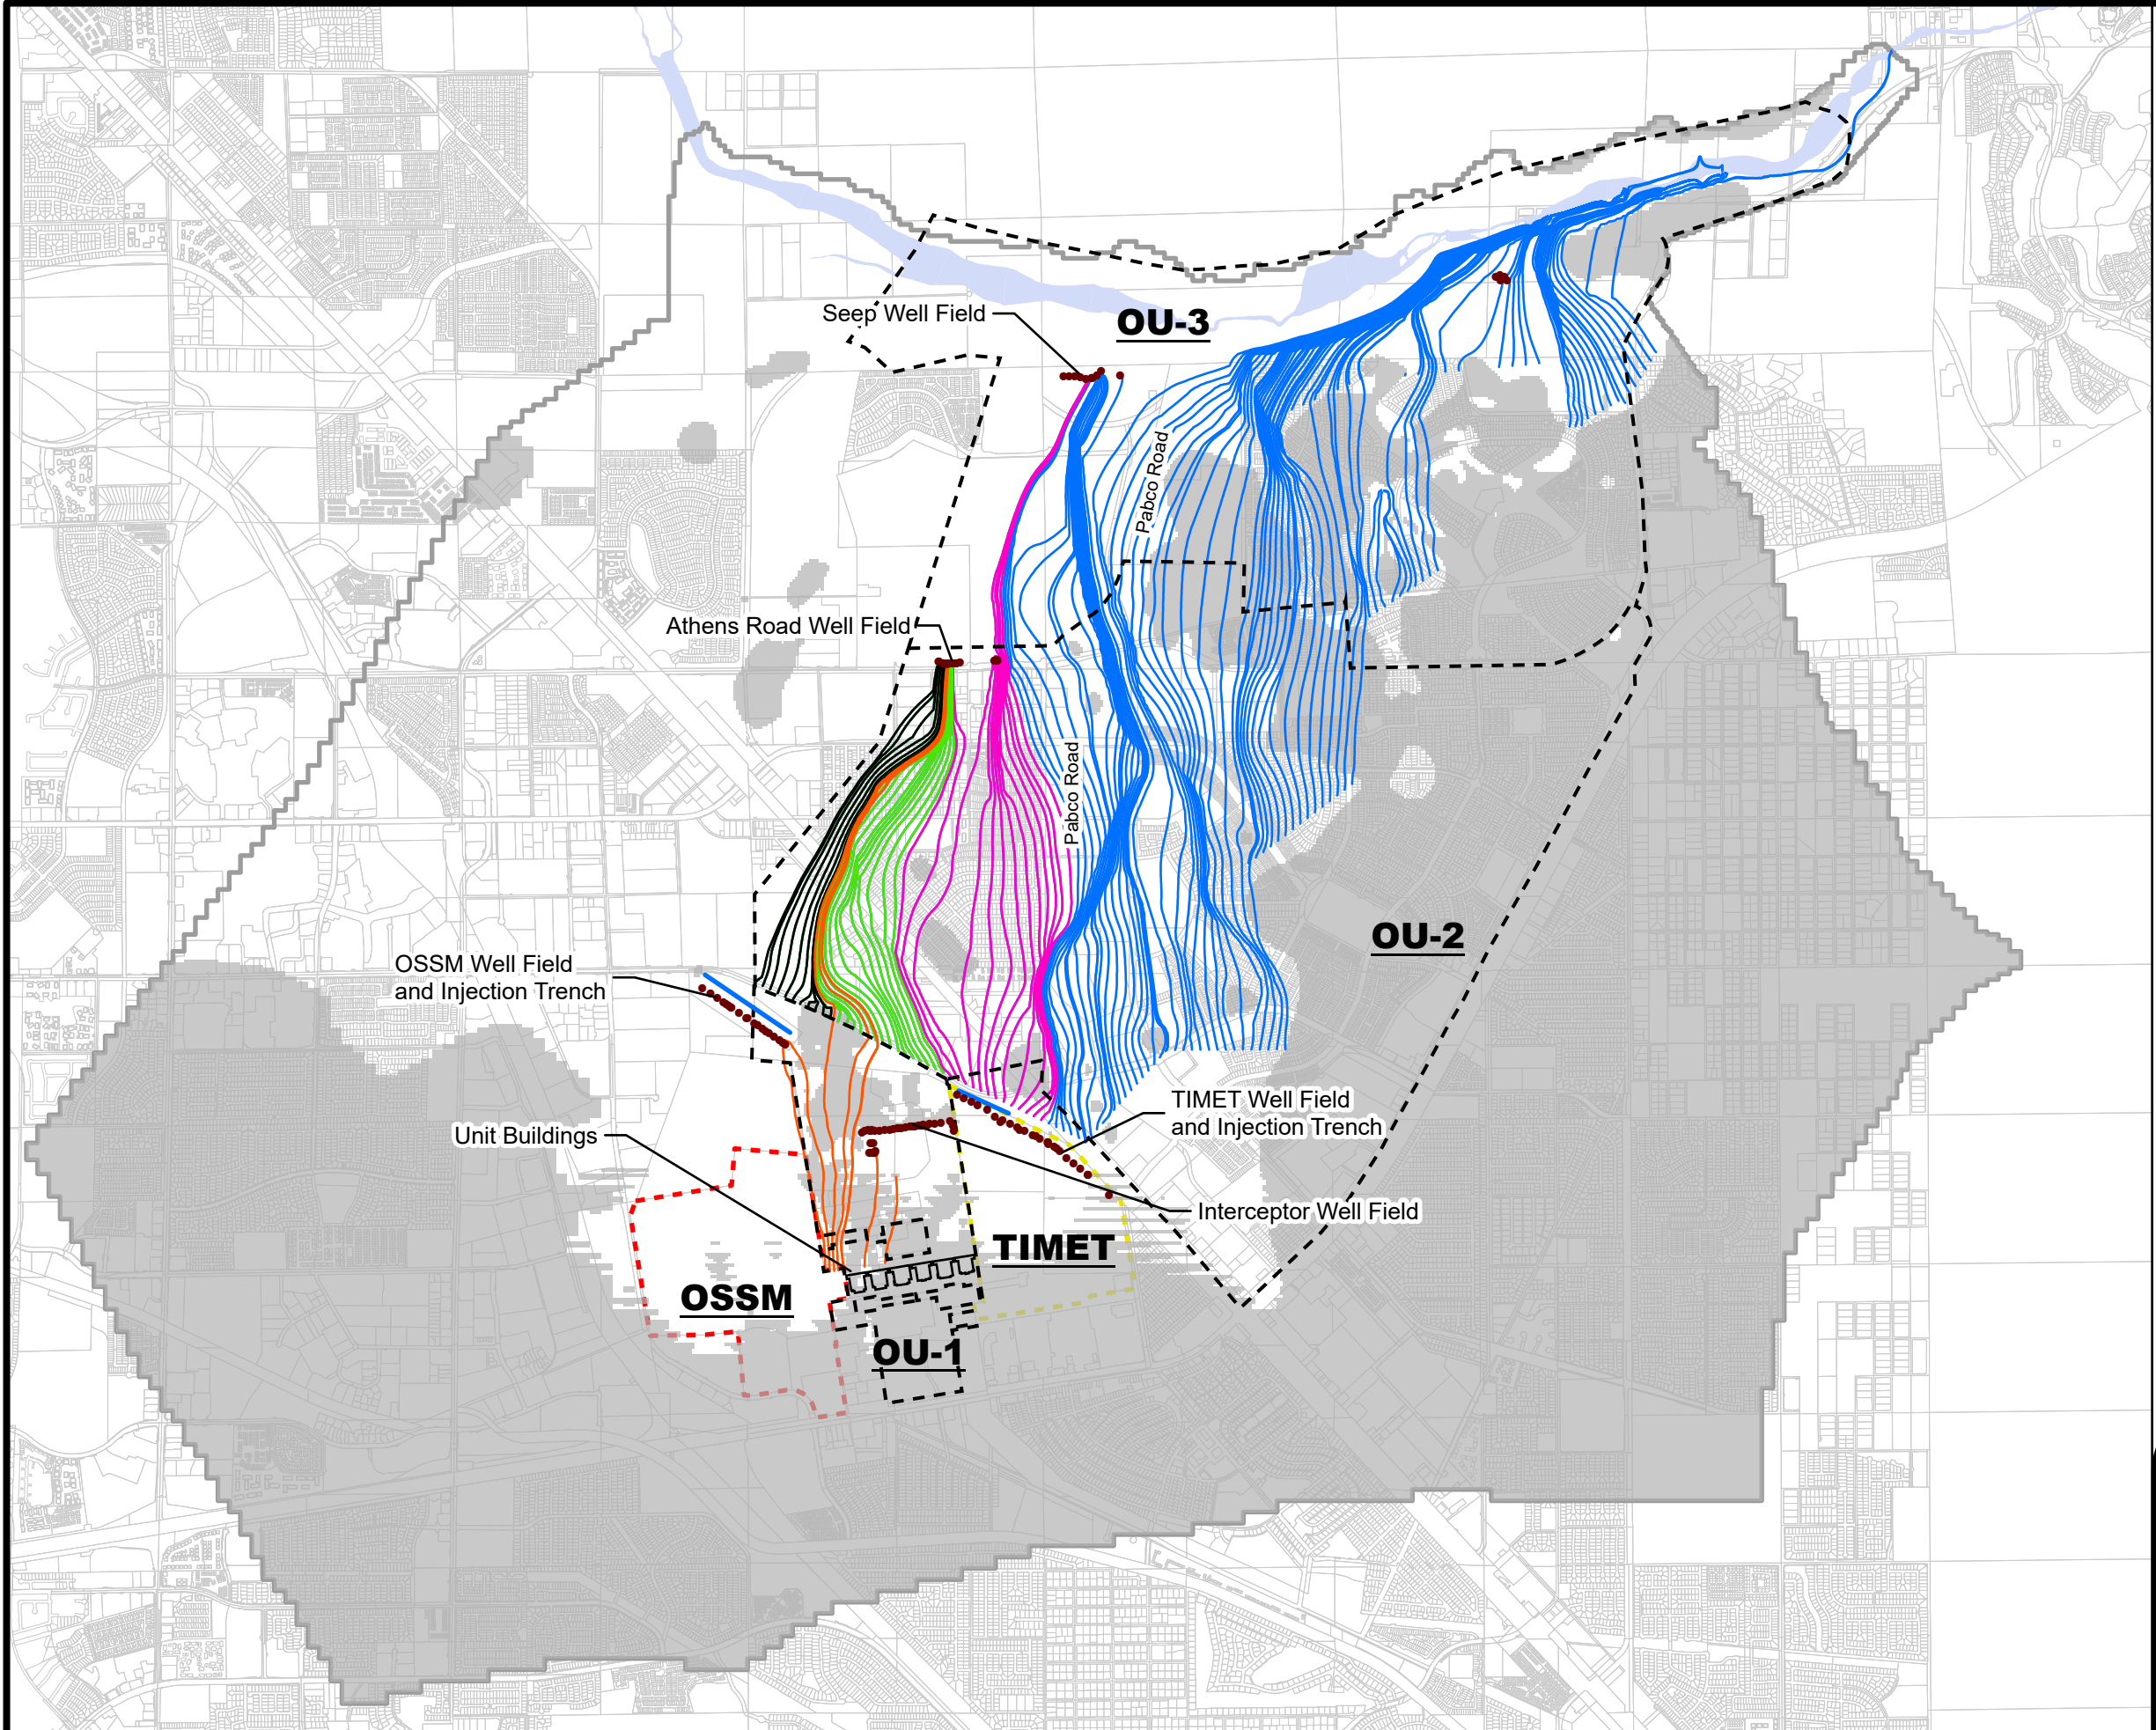 Seep Well Field
OU-3
Pabco Road
Athens Road Well Field
Pabco Road
OU-2
OSSM Well Field
and Injection Trench
TIMET Well Field
and Injection Trench
Unit Buildings
Interceptor Well Field
TIMET
OSSM
OU-1